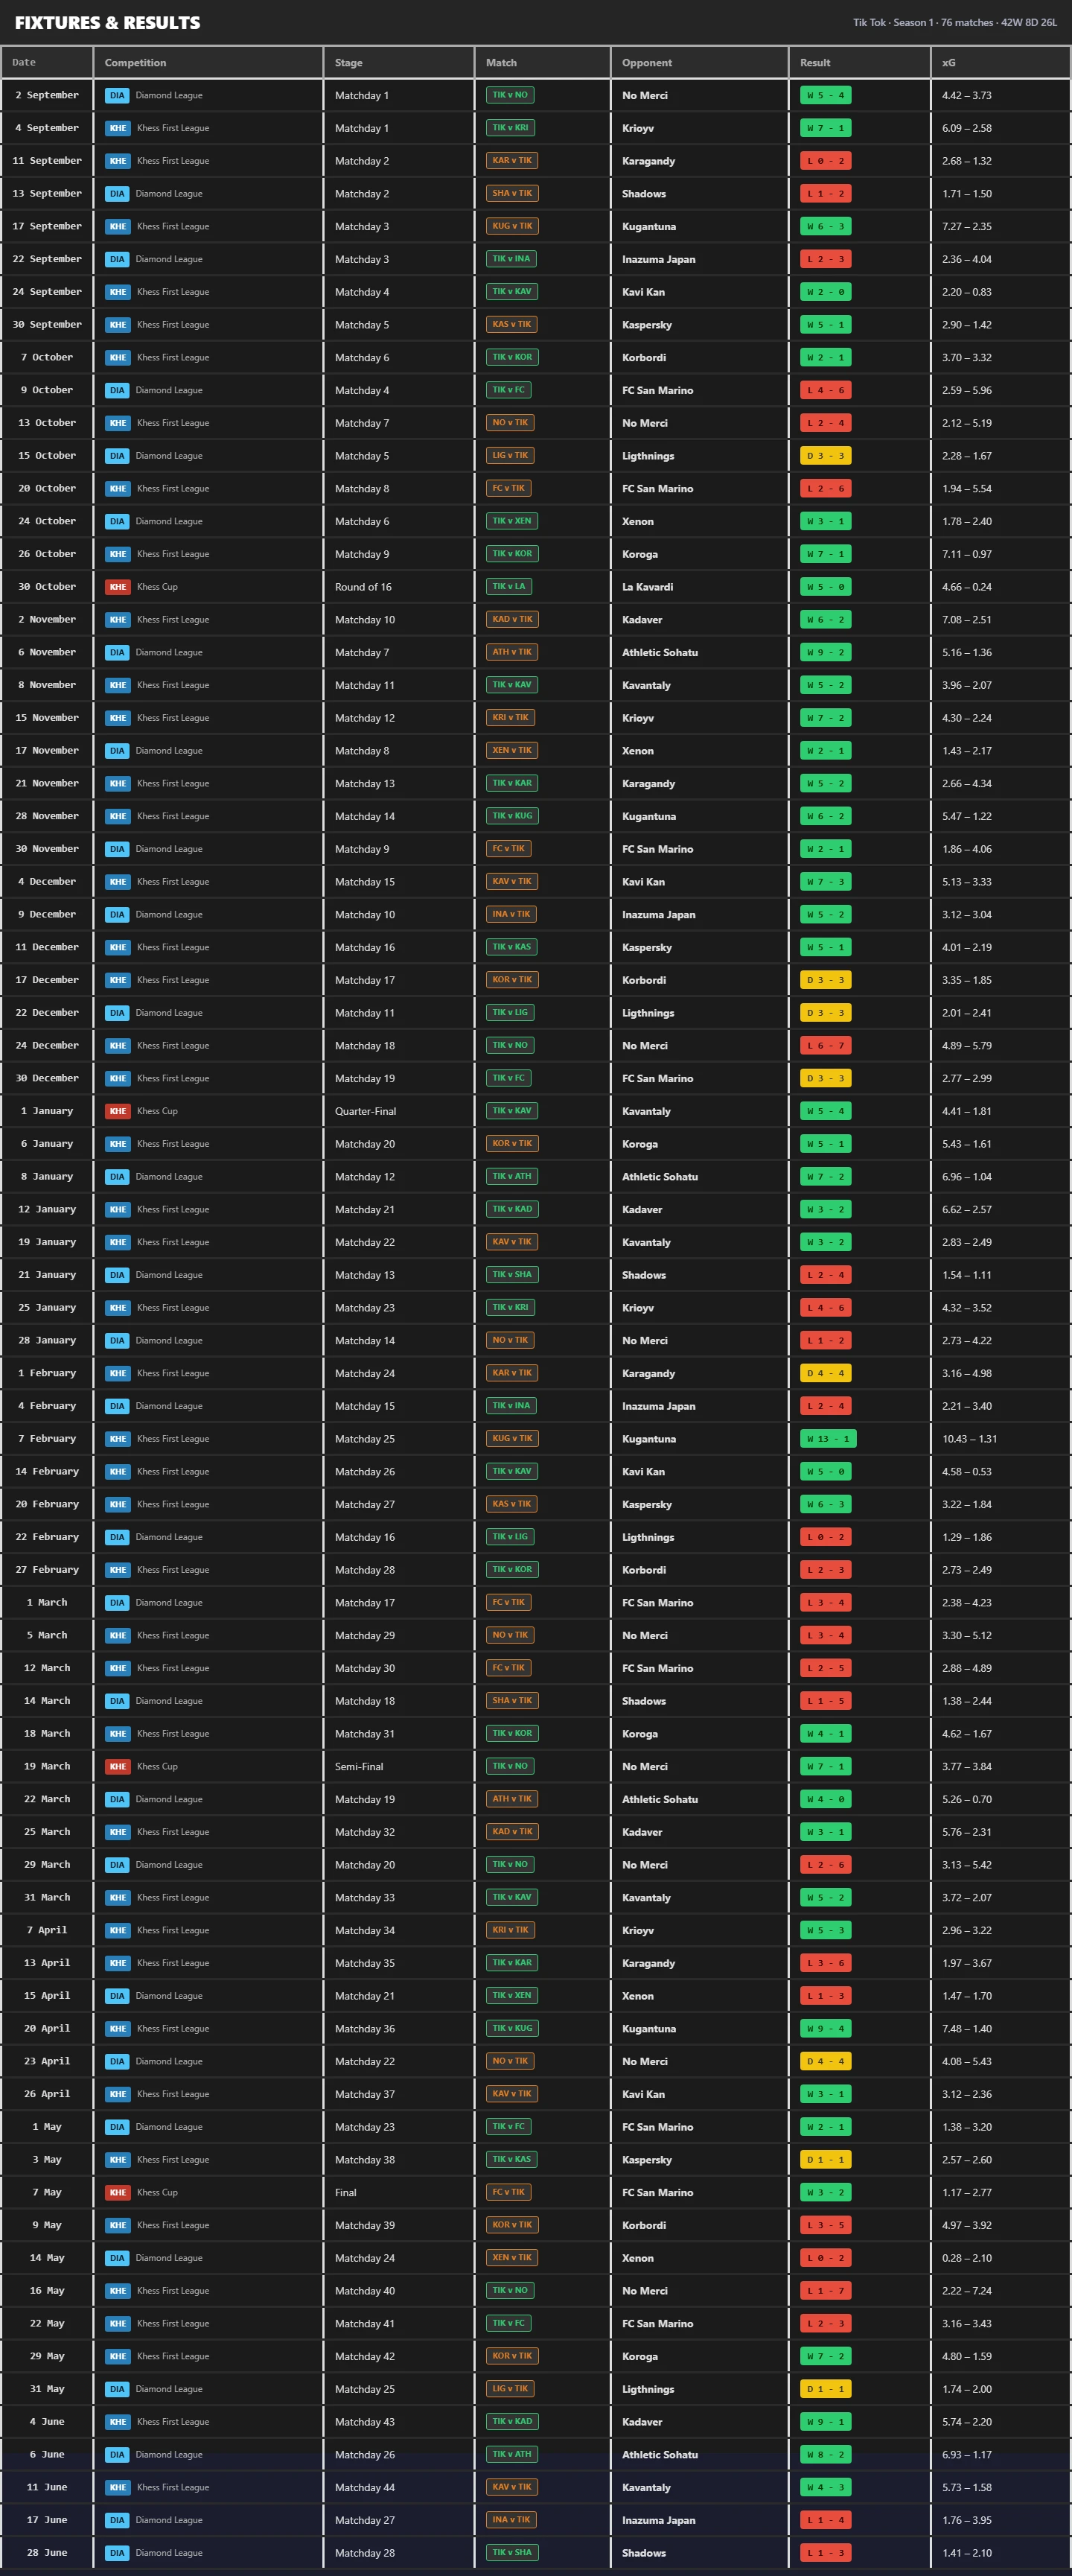 FIXTURES & RESULTS Tik Tok · Season 1 · 76 matches · 42W 8D 26L
Date Competition Stage Match Opponent Result xG
2 September DIA Diamond League Matchday 1 TIK v NO No Merci W 5 - 4 4.42 – 3.73
4 September KHE Khess First League Matchday 1 TIK v KRI Krioyv W 7 - 1 6.09 – 2.58
11 September KHE Khess First League Matchday 2 KAR v TIK Karagandy L 0 - 2 2.68 – 1.32
13 September DIA Diamond League Matchday 2 SHA v TIK Shadows L 1 - 2 1.71 – 1.50
17 September KHE Khess First League Matchday 3 KUG v TIK Kugantuna W 6 - 3 7.27 – 2.35
22 September DIA Diamond League Matchday 3 TIK v INA Inazuma Japan L 2 - 3 2.36 – 4.04
24 September KHE Khess First League Matchday 4 TIK v KAV Kavi Kan W 2 - 0 2.20 – 0.83
30 September KHE Khess First League Matchday 5 KAS v TIK Kaspersky W 5 - 1 2.90 – 1.42
7 October KHE Khess First League Matchday 6 TIK v KOR Korbordi W 2 - 1 3.70 – 3.32
9 October DIA Diamond League Matchday 4 TIK v FC FC San Marino L 4 - 6 2.59 – 5.96
13 October KHE Khess First League Matchday 7 NO v TIK No Merci L 2 - 4 2.12 – 5.19
15 October DIA Diamond League Matchday 5 LIG v TIK Ligthnings D 3 - 3 2.28 – 1.67
20 October KHE Khess First League Matchday 8 FC v TIK FC San Marino L 2 - 6 1.94 – 5.54
24 October DIA Diamond League Matchday 6 TIK v XEN Xenon W 3 - 1 1.78 – 2.40
26 October KHE Khess First League Matchday 9 TIK v KOR Koroga W 7 - 1 7.11 – 0.97
30 October KHE Khess Cup Round of 16 TIK v LA La Kavardi W 5 - 0 4.66 – 0.24
2 November KHE Khess First League Matchday 10 KAD v TIK Kadaver W 6 - 2 7.08 – 2.51
6 November DIA Diamond League Matchday 7 ATH v TIK Athletic Sohatu W 9 - 2 5.16 – 1.36
8 November KHE Khess First League Matchday 11 TIK v KAV Kavantaly W 5 - 2 3.96 – 2.07
15 November KHE Khess First League Matchday 12 KRI v TIK Krioyv W 7 - 2 4.30 – 2.24
17 November DIA Diamond League Matchday 8 XEN v TIK Xenon W 2 - 1 1.43 – 2.17
21 November KHE Khess First League Matchday 13 TIK v KAR Karagandy W 5 - 2 2.66 – 4.34
28 November KHE Khess First League Matchday 14 TIK v KUG Kugantuna W 6 - 2 5.47 – 1.22
30 November DIA Diamond League Matchday 9 FC v TIK FC San Marino W 2 - 1 1.86 – 4.06
4 December KHE Khess First League Matchday 15 KAV v TIK Kavi Kan W 7 - 3 5.13 – 3.33
9 December DIA Diamond League Matchday 10 INA v TIK Inazuma Japan W 5 - 2 3.12 – 3.04
11 December KHE Khess First League Matchday 16 TIK v KAS Kaspersky W 5 - 1 4.01 – 2.19
17 December KHE Khess First League Matchday 17 KOR v TIK Korbordi D 3 - 3 3.35 – 1.85
22 December DIA Diamond League Matchday 11 TIK v LIG Ligthnings D 3 - 3 2.01 – 2.41
24 December KHE Khess First League Matchday 18 TIK v NO No Merci L 6 - 7 4.89 – 5.79
30 December KHE Khess First League Matchday 19 TIK v FC FC San Marino D 3 - 3 2.77 – 2.99
1 January KHE Khess Cup Quarter-Final TIK v KAV Kavantaly W 5 - 4 4.41 – 1.81
6 January KHE Khess First League Matchday 20 KOR v TIK Koroga W 5 - 1 5.43 – 1.61
8 January DIA Diamond League Matchday 12 TIK v ATH Athletic Sohatu W 7 - 2 6.96 – 1.04
12 January KHE Khess First League Matchday 21 TIK v KAD Kadaver W 3 - 2 6.62 – 2.57
19 January KHE Khess First League Matchday 22 KAV v TIK Kavantaly W 3 - 2 2.83 – 2.49
21 January DIA Diamond League Matchday 13 TIK v SHA Shadows L 2 - 4 1.54 – 1.11
25 January KHE Khess First League Matchday 23 TIK v KRI Krioyv L 4 - 6 4.32 – 3.52
28 January DIA Diamond League Matchday 14 NO v TIK No Merci L 1 - 2 2.73 – 4.22
1 February KHE Khess First League Matchday 24 KAR v TIK Karagandy D 4 - 4 3.16 – 4.98
4 February DIA Diamond League Matchday 15 TIK v INA Inazuma Japan L 2 - 4 2.21 – 3.40
7 February KHE Khess First League Matchday 25 KUG v TIK Kugantuna W 13 - 1 10.43 – 1.31
14 February KHE Khess First League Matchday 26 TIK v KAV Kavi Kan W 5 - 0 4.58 – 0.53
20 February KHE Khess First League Matchday 27 KAS v TIK Kaspersky W 6 - 3 3.22 – 1.84
22 February DIA Diamond League Matchday 16 TIK v LIG Ligthnings L 0 - 2 1.29 – 1.86
27 February KHE Khess First League Matchday 28 TIK v KOR Korbordi L 2 - 3 2.73 – 2.49
1 March DIA Diamond League Matchday 17 FC v TIK FC San Marino L 3 - 4 2.38 – 4.23
5 March KHE Khess First League Matchday 29 NO v TIK No Merci L 3 - 4 3.30 – 5.12
12 March KHE Khess First League Matchday 30 FC v TIK FC San Marino L 2 - 5 2.88 – 4.89
14 March DIA Diamond League Matchday 18 SHA v TIK Shadows L 1 - 5 1.38 – 2.44
18 March KHE Khess First League Matchday 31 TIK v KOR Koroga W 4 - 1 4.62 – 1.67
19 March KHE Khess Cup Semi-Final TIK v NO No Merci W 7 - 1 3.77 – 3.84
22 March DIA Diamond League Matchday 19 ATH v TIK Athletic Sohatu W 4 - 0 5.26 – 0.70
25 March KHE Khess First League Matchday 32 KAD v TIK Kadaver W 3 - 1 5.76 – 2.31
29 March DIA Diamond League Matchday 20 TIK v NO No Merci L 2 - 6 3.13 – 5.42
31 March KHE Khess First League Matchday 33 TIK v KAV Kavantaly W 5 - 2 3.72 – 2.07
7 April KHE Khess First League Matchday 34 KRI v TIK Krioyv W 5 - 3 2.96 – 3.22
13 April KHE Khess First League Matchday 35 TIK v KAR Karagandy L 3 - 6 1.97 – 3.67
15 April DIA Diamond League Matchday 21 TIK v XEN Xenon L 1 - 3 1.47 – 1.70
20 April KHE Khess First League Matchday 36 TIK v KUG Kugantuna W 9 - 4 7.48 – 1.40
23 April DIA Diamond League Matchday 22 NO v TIK No Merci D 4 - 4 4.08 – 5.43
26 April KHE Khess First League Matchday 37 KAV v TIK Kavi Kan W 3 - 1 3.12 – 2.36
1 May DIA Diamond League Matchday 23 TIK v FC FC San Marino W 2 - 1 1.38 – 3.20
3 May KHE Khess First League Matchday 38 TIK v KAS Kaspersky D 1 - 1 2.57 – 2.60
7 May KHE Khess Cup Final FC v TIK FC San Marino W 3 - 2 1.17 – 2.77
9 May KHE Khess First League Matchday 39 KOR v TIK Korbordi L 3 - 5 4.97 – 3.92
14 May DIA Diamond League Matchday 24 XEN v TIK Xenon L 0 - 2 0.28 – 2.10
16 May KHE Khess First League Matchday 40 TIK v NO No Merci L 1 - 7 2.22 – 7.24
22 May KHE Khess First League Matchday 41 TIK v FC FC San Marino L 2 - 3 3.16 – 3.43
29 May KHE Khess First League Matchday 42 KOR v TIK Koroga W 7 - 2 4.80 – 1.59
31 May DIA Diamond League Matchday 25 LIG v TIK Ligthnings D 1 - 1 1.74 – 2.00
4 June KHE Khess First League Matchday 43 TIK v KAD Kadaver W 9 - 1 5.74 – 2.20
6 June DIA Diamond League Matchday 26 TIK v ATH Athletic Sohatu W 8 - 2 6.93 – 1.17
11 June KHE Khess First League Matchday 44 KAV v TIK Kavantaly W 4 - 3 5.73 – 1.58
17 June DIA Diamond League Matchday 27 INA v TIK Inazuma Japan L 1 - 4 1.76 – 3.95
28 June DIA Diamond League Matchday 28 TIK v SHA Shadows L 1 - 3 1.41 – 2.10